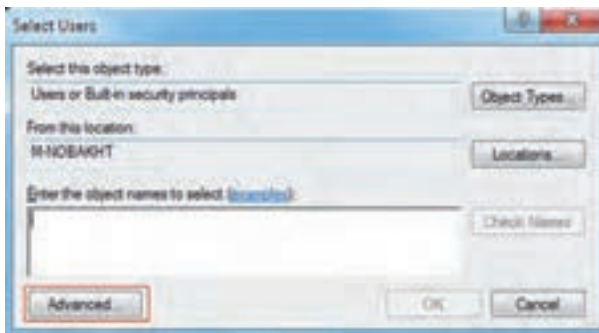 Select Users
Select this object type:
Users or Built-in security principals
Object Types...
From this location:
M-NOBAKHT
Locations...
Enter the object names to select (examples):
Check Names
Advanced...
OK
Cancel